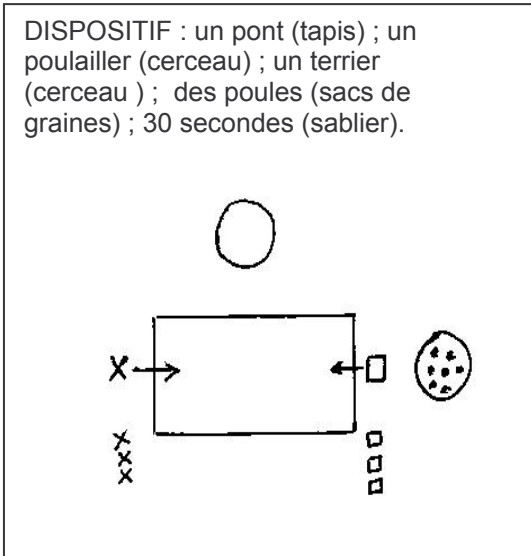 DISPOSITIF : un pont (tapis) ; un
poulailler (cerceau) ; un terrier
(cerceau ) ;  des poules (sacs de
graines) ; 30 secondes (sablier).